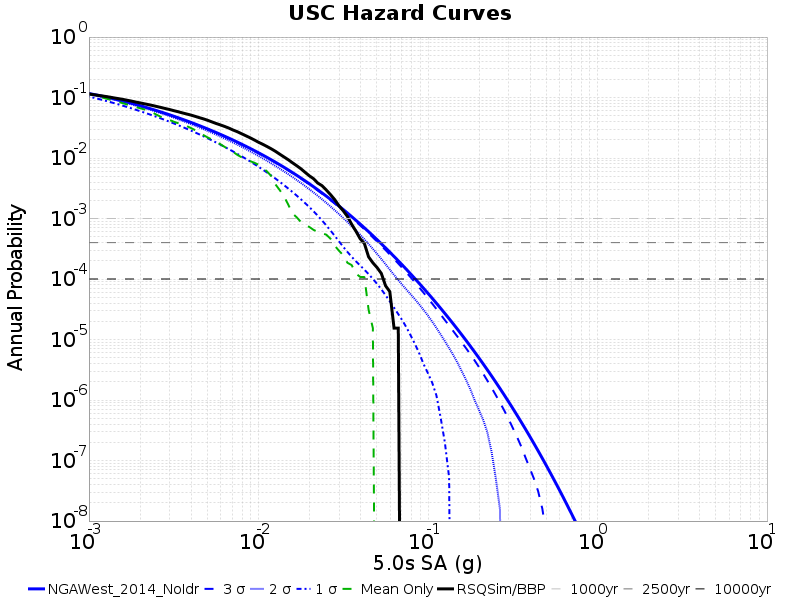 USC Hazard Curves
10^0
10^-1
10^-2
10^-3
10^-4
10^-5
10^-6
10^-7
10^-8
Annual Probability
10^-3 10^-2 10^-1 10^0 10^1
5.0s SA (g)
NGAWest_2014_NoIdr 3 σ 2 σ 1 σ Mean Only RSQSim/BBP 1000yr 2500yr 10000yr